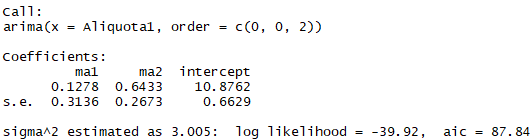 Call:
arima(x = Aliquota1, order = c(0, 0, 2))
Coefficients:
ma1 ma2 intercept
0.1278 0.6433 10.8762
s.e. 0.3136 0.2673 0.6629
sigma^2 estimated as 3.005: log likelihood = -39.92, aic = 87.84